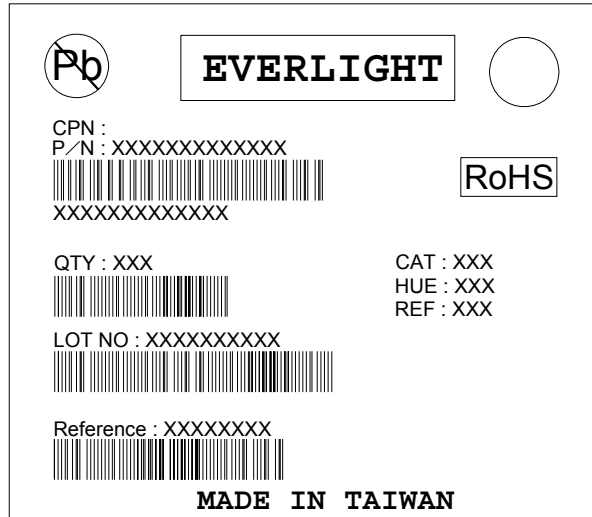 Pb
EVERLIGHT
CPN :
P/N : XXXXXXXXXXXXX
XXXXXXXXXXXXX
RoHS
QTY : XXX
CAT : XXX
HUE : XXX
REF : XXX
LOT NO : XXXXXXXXXX
Reference : XXXXXXXX
MADE IN TAIWAN